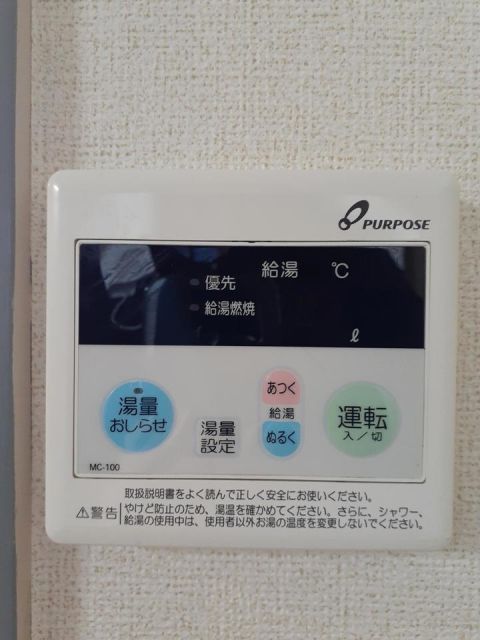 PURPOSE
給湯 ℃
優先
給湯燃焼
ℓ
湯量
おしらせ
湯量
設定
あつく
給湯
ぬるく
運転
入／切
MC-100
取扱説明書をよく読んで正しく安全にお使いください。
⚠警告 やけど防止のため、湯温を確かめてください。さらに、シャワー、
給湯の使用中は、使用者以外お湯の温度を変更しないでください。